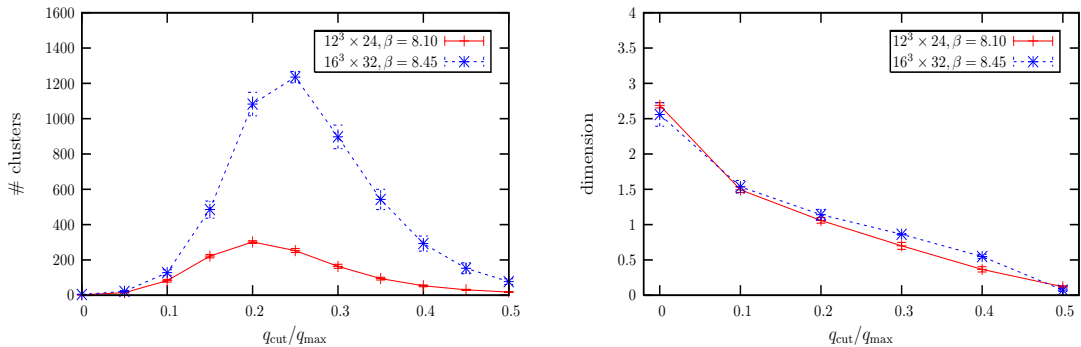 1600
1400
1200
1000
800
600
400
200
0
# clusters
12³ × 24, β = 8.10
16³ × 32, β = 8.45
0 0.1 0.2 0.3 0.4 0.5
q_cut/q_max
4
3.5
3
2.5
2
1.5
1
0.5
0
dimension
12³ × 24, β = 8.10
16³ × 32, β = 8.45
0 0.1 0.2 0.3 0.4 0.5
q_cut/q_max